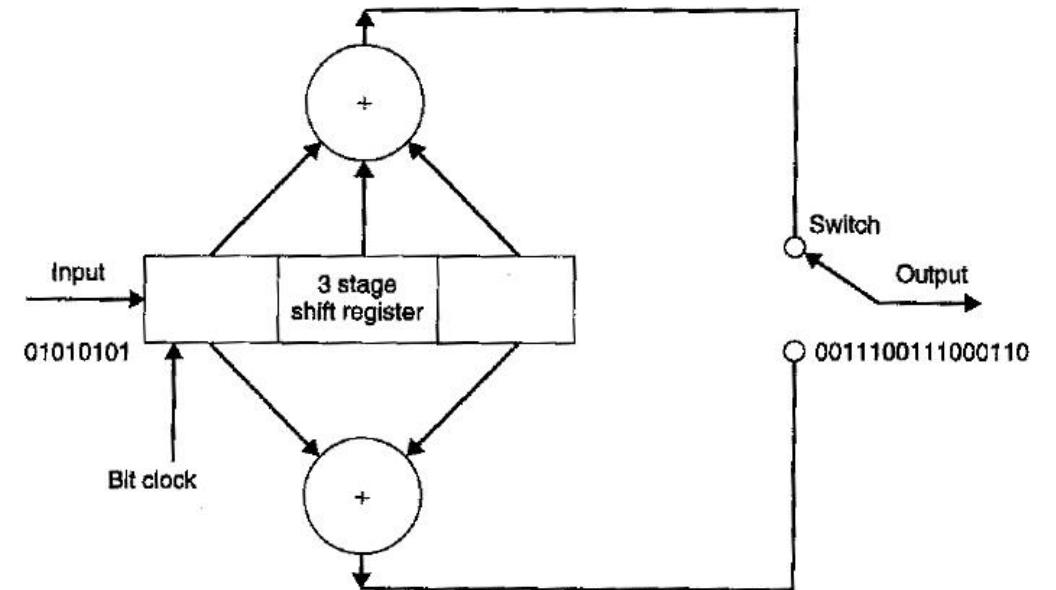 +
Switch
Input
3 stage
shift register
Output
01010101
0011100111000110
Bit clock
+